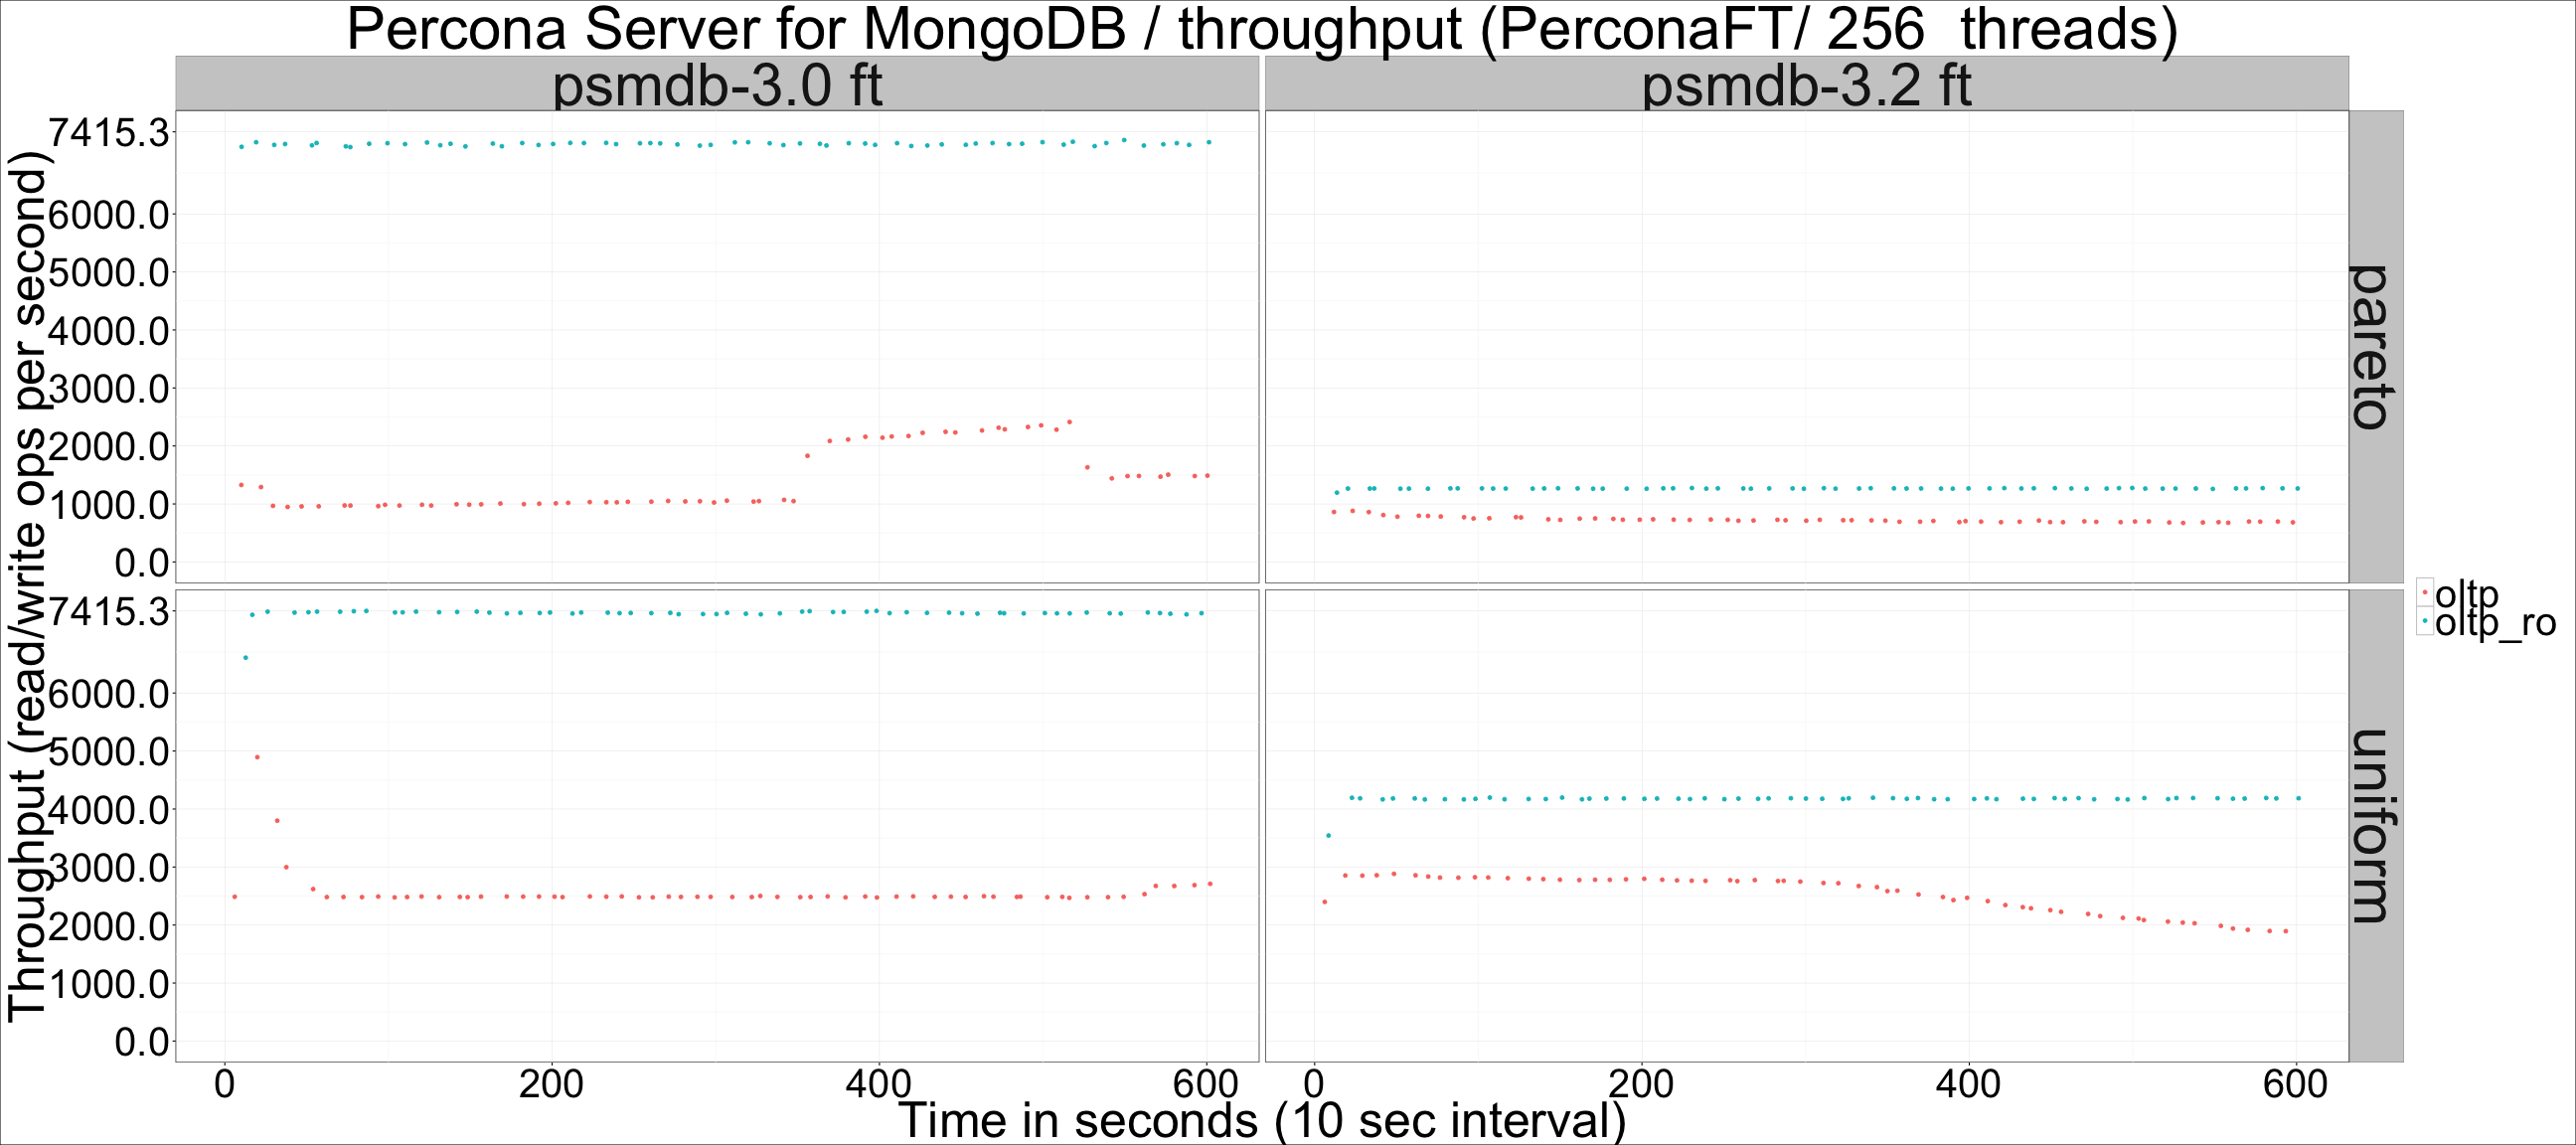 Percona Server for MongoDB / throughput (PerconaFT/ 256  threads)
psmdb-3.0 ft
psmdb-3.2 ft
Throughput (read/write ops per second)
7415.3
6000.0
5000.0
4000.0
3000.0
2000.0
1000.0
0.0
pareto
7415.3
6000.0
5000.0
4000.0
3000.0
2000.0
1000.0
0.0
uniform
oltp
oltp_ro
0 200 400 600
0 200 400 600
Time in seconds (10 sec interval)